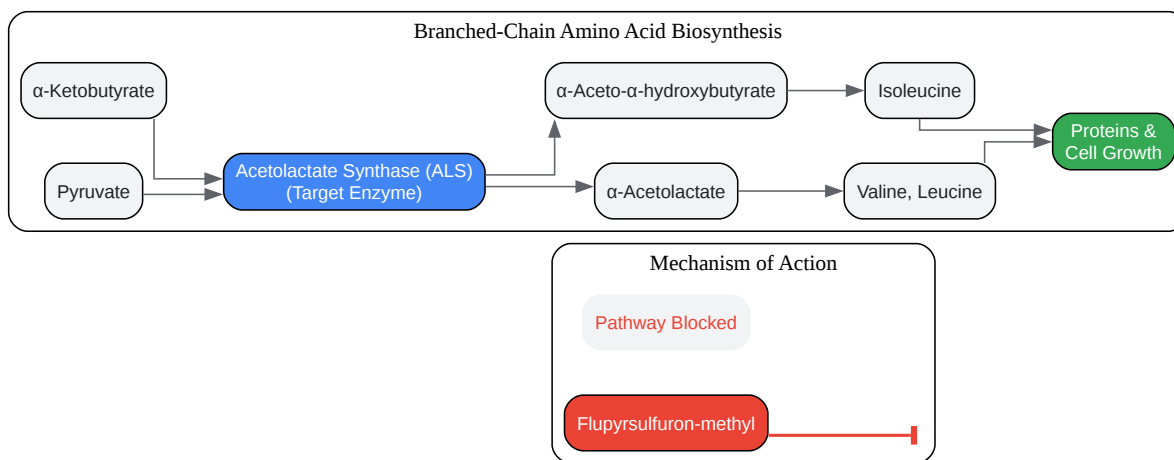 Branched-Chain Amino Acid Biosynthesis
α-Ketobutyrate
α-Aceto-α-hydroxybutyrate
Isoleucine
Proteins &
Cell Growth
Pyruvate
Acetolactate Synthase (ALS)
(Target Enzyme)
α-Acetolactate
Valine, Leucine
Mechanism of Action
Pathway Blocked
Flupyrsulfuron-methyl